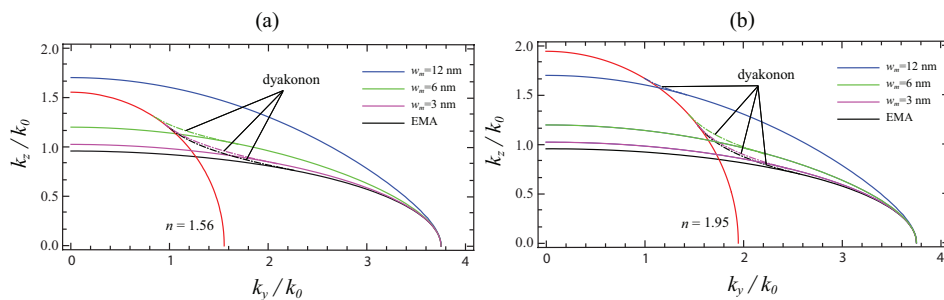 (a)
2.0
1.5
1.0
0.5
0.0
k_z / k_0
0
1
2
3
4
k_y / k_0
dyakonon
n = 1.56
w_m=12 nm
w_m=6 nm
w_m=3 nm
EMA
(b)
2.0
1.5
1.0
0.5
0.0
k_z / k_0
0
1
2
3
4
k_y / k_0
dyakonon
n = 1.95
w_m=12 nm
w_m=6 nm
w_m=3 nm
EMA